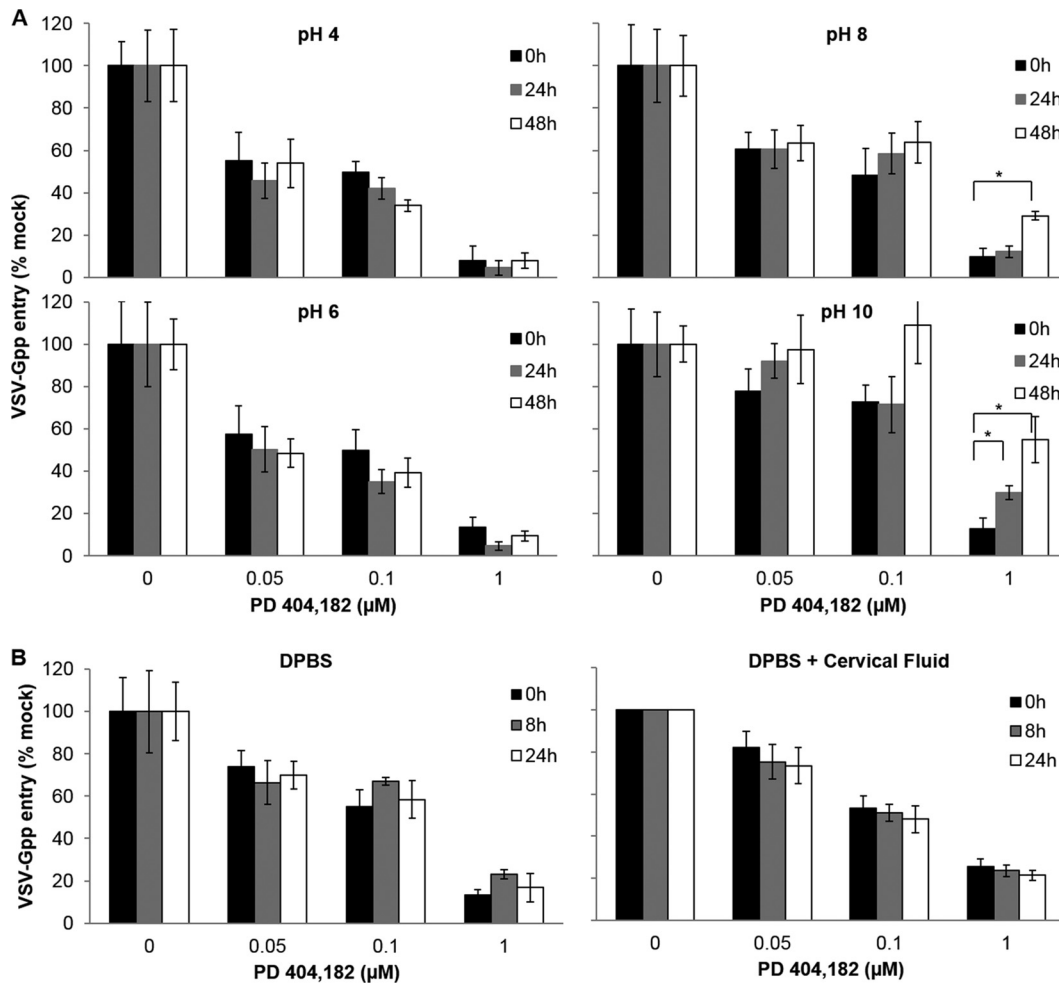 A
pH 4
120
100
80
60
40
20
0
0h
24h
48h
pH 8
0h
24h
48h
*
VSV-Gpp entry (% mock)
pH 6
120
100
80
60
40
20
0
0h
24h
48h
0 0.05 0.1 1
PD 404,182 (µM)
pH 10
0h
24h
48h
*
*
0 0.05 0.1 1
PD 404,182 (µM)
B
DPBS
VSV-Gpp entry (% mock)
120
100
80
60
40
20
0
0h
8h
24h
0 0.05 0.1 1
PD 404,182 (µM)
DPBS + Cervical Fluid
0h
8h
24h
0 0.05 0.1 1
PD 404,182 (µM)